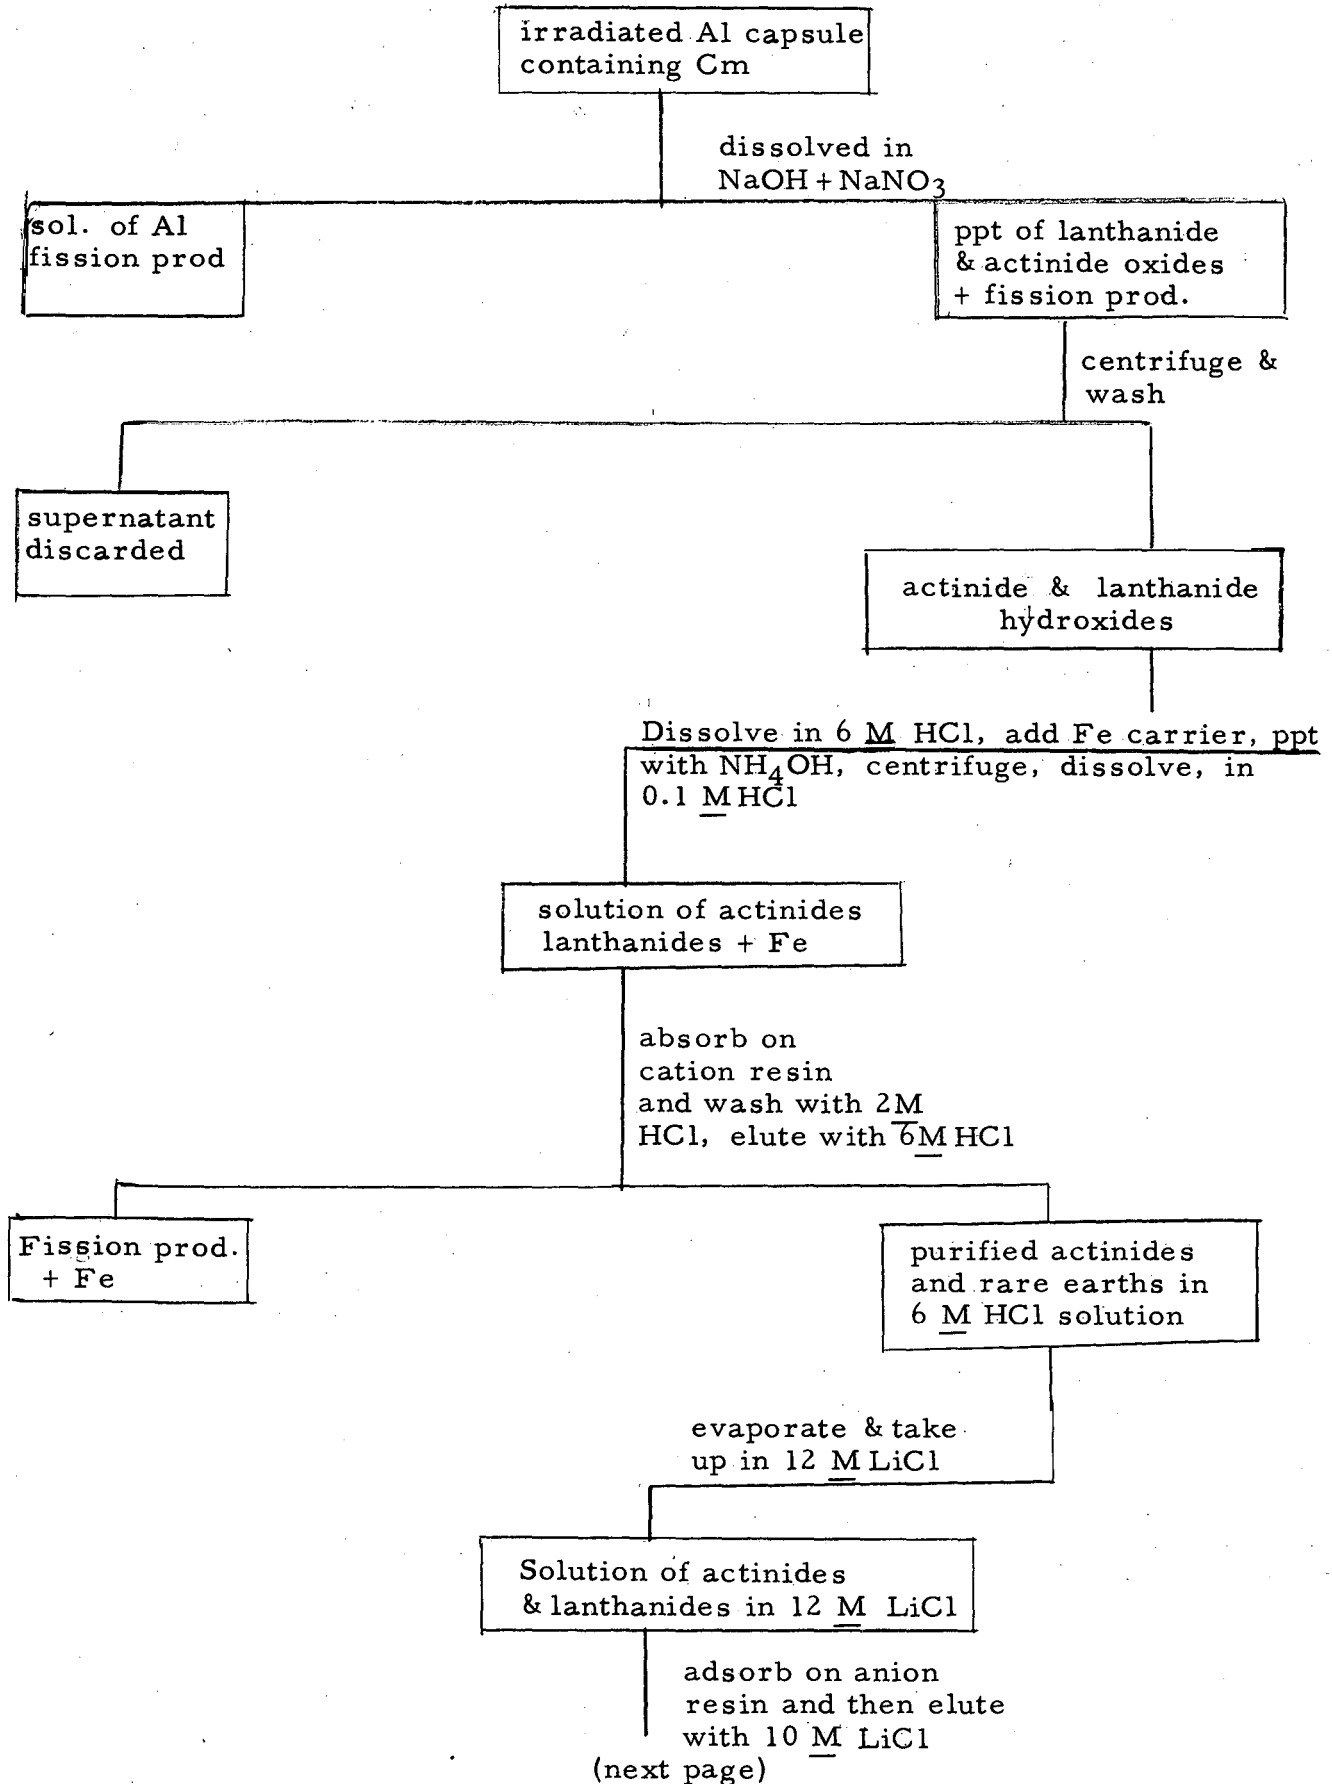 irradiated Al capsule
containing Cm
dissolved in
NaOH + NaNO3
sol. of Al
fission prod
ppt of lanthanide
& actinide oxides
+ fission prod.
centrifuge &
wash
supernatant
discarded
actinide & lanthanide
hydroxides
Dissolve in 6 M HCl, add Fe carrier, ppt
with NH4OH, centrifuge, dissolve, in
0.1 M HCl
solution of actinides
lanthanides + Fe
absorb on
cation resin
and wash with 2M
HCl, elute with 6M HCl
Fission prod.
+ Fe
purified actinides
and rare earths in
6 M HCl solution
evaporate & take
up in 12 M LiCl
Solution of actinides
& lanthanides in 12 M LiCl
adsorb on anion
resin and then elute
with 10 M LiCl
(next page)